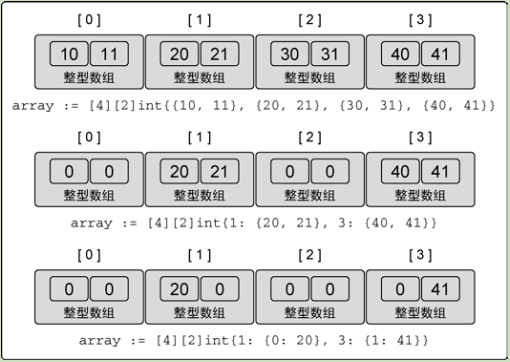 [0] [1] [2] [3]
10 11 20 21 30 31 40 41
整型数组 整型数组 整型数组 整型数组
array := [4][2]int{{10, 11}, {20, 21}, {30, 31}, {40, 41}}
[0] [1] [2] [3]
0 0 20 21 0 0 40 41
整型数组 整型数组 整型数组 整型数组
array := [4][2]int{1: {20, 21}, 3: {40, 41}}
[0] [1] [2] [3]
0 0 20 0 0 0 0 41
整型数组 整型数组 整型数组 整型数组
array := [4][2]int{1: {0: 20}, 3: {1: 41}}